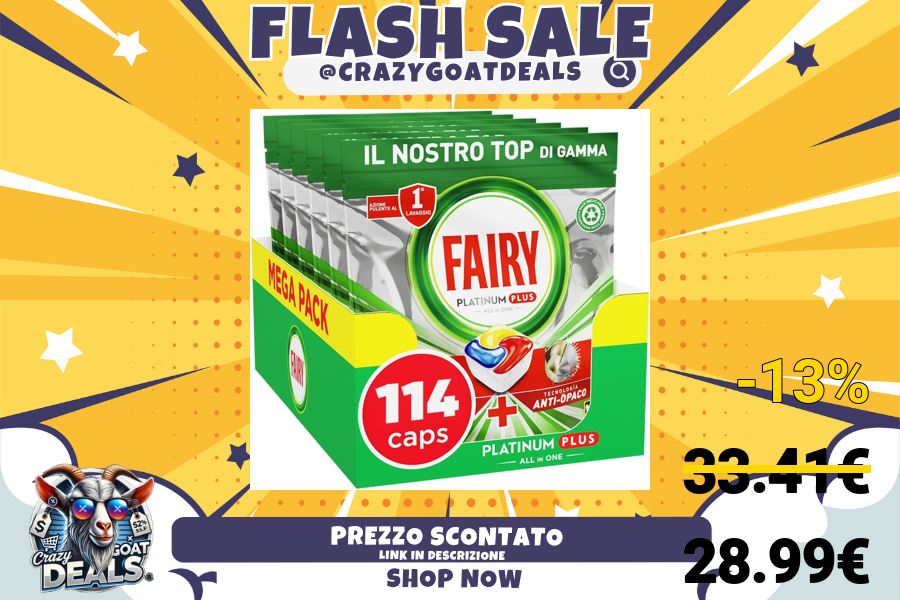 FLASH SALE
@CRAZYGOATDEALS
IL NOSTRO TOP DI GAMMA
AZIONE
PULENTE AL
1°
LAVAGGIO
FAIRY
PLATINUM PLUS
ALL IN ONE
MEGA PACK
FAIRY
114
caps
TECNOLOGIA
ANTI-OPACO
+
PLATINUM PLUS
ALL IN ONE
-13%
33.41€
28.99€
$
52%
Crazy
GOAT
DEALS
PREZZO SCONTATO
LINK IN DESCRIZIONE
SHOP NOW